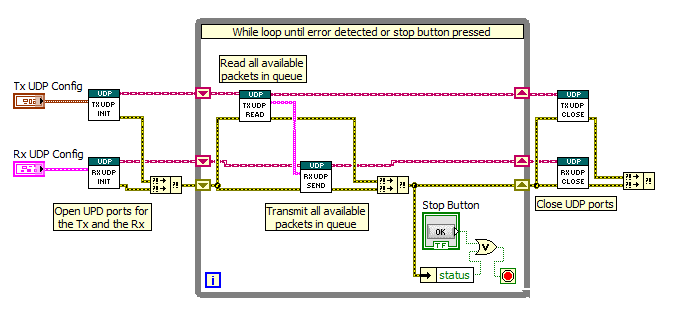 While loop until error detected or stop button pressed
Read all available
packets in queue
Tx UDP Config
UDP
TX UDP
INIT
UDP
TX UDP
READ
UDP
TX UDP
CLOSE
Rx UDP Config
UDP
RX UDP
INIT
UDP
RX UDP
SEND
UDP
RX UDP
CLOSE
?!
?!
?!
?!
?!
?!
?!
?!
?!
Open UPD ports for
the Tx and the Rx
Transmit all available
packets in queue
Stop Button
OK
TF
V
status
Close UDP ports
i